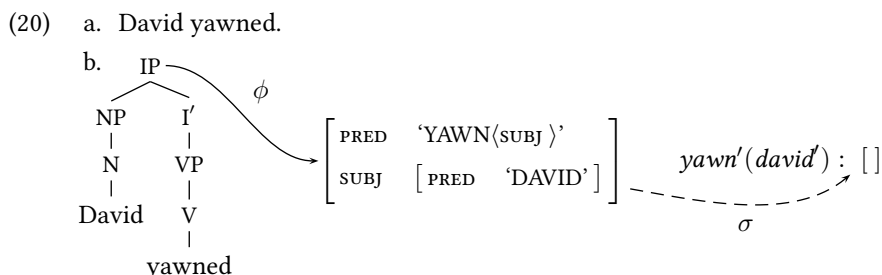 (20) a. David yawned.
b. IP
ϕ
NP I′
[PRED ‘YAWN⟨SUBJ⟩’
N VP
yawn′(david′) : [ ]
SUBJ [PRED ‘DAVID’]]
David V
σ
yawned